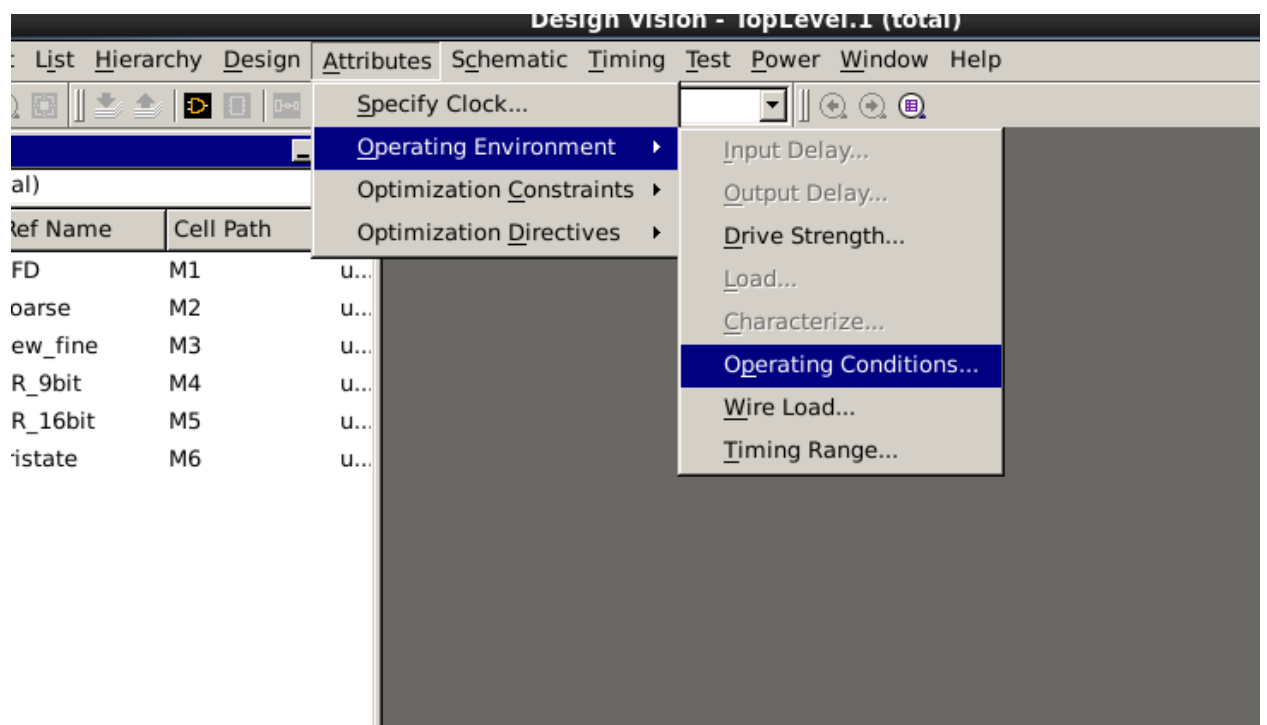 Design Vision - TopLevel.1 (total)
List Hierarchy Design Attributes Schematic Timing Test Power Window Help
Specify Clock...
Operating Environment
Optimization Constraints
Optimization Directives
Input Delay...
Output Delay...
Drive Strength...
Load...
Characterize...
Operating Conditions...
Wire Load...
Timing Range...
al)
Ref Name Cell Path
FD M1 u...
oarse M2 u...
ew_fine M3 u...
R_9bit M4 u...
R_16bit M5 u...
ristate M6 u...